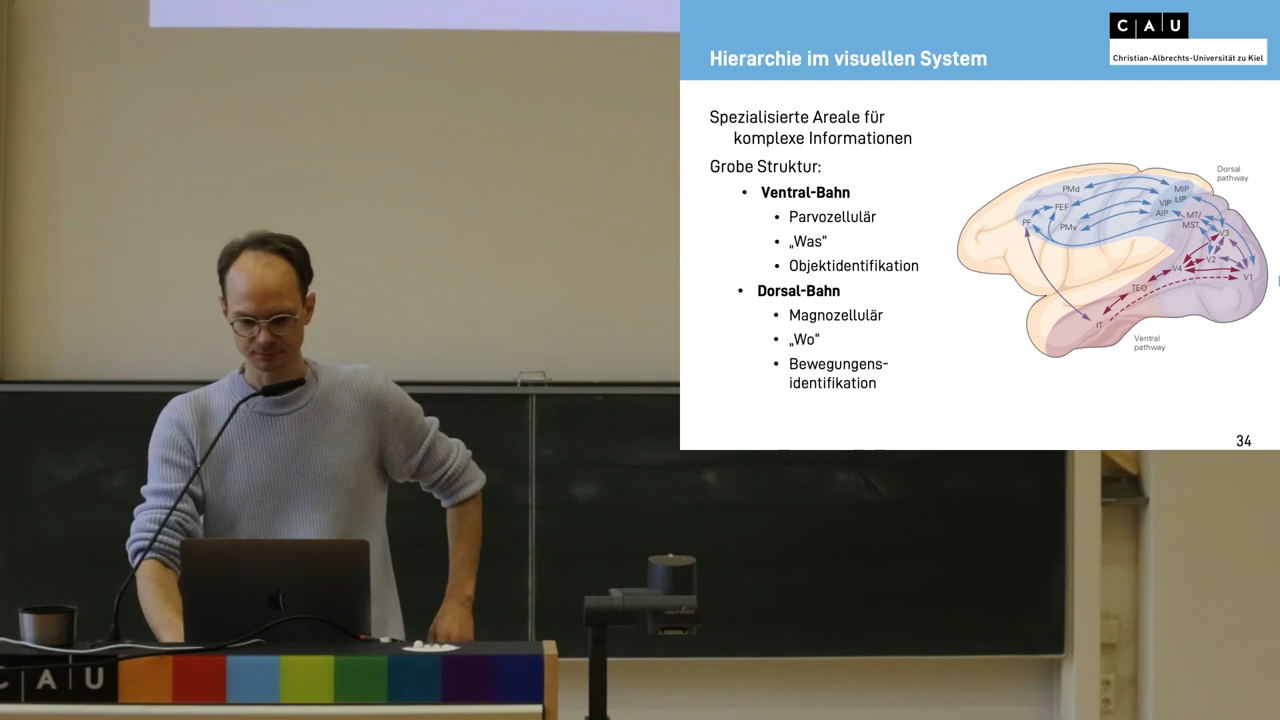 Hierarchie im visuellen System
C A U
Christian-Albrechts-Universität zu Kiel
Spezialisierte Areale für
komplexe Informationen
Grobe Struktur:
• Ventral-Bahn
• Parvozellulär
• „Was"
• Objektidentifikation
• Dorsal-Bahn
• Magnozellulär
• „Wo"
• Bewegungens-
identifikation
Dorsal
pathway
PMd
MIP
LIP
FEF
VIP
AIP
PF
PMv
MT/
MST
V3
V2
V4
V1
TEO
IT
Ventral
pathway
34
C A U